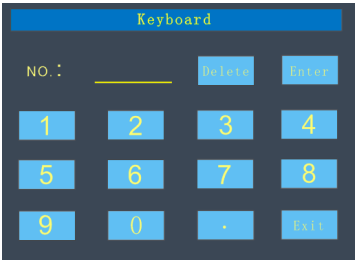 Keyboard
NO.: Delete Enter
1 2 3 4
5 6 7 8
9 0 . Exit